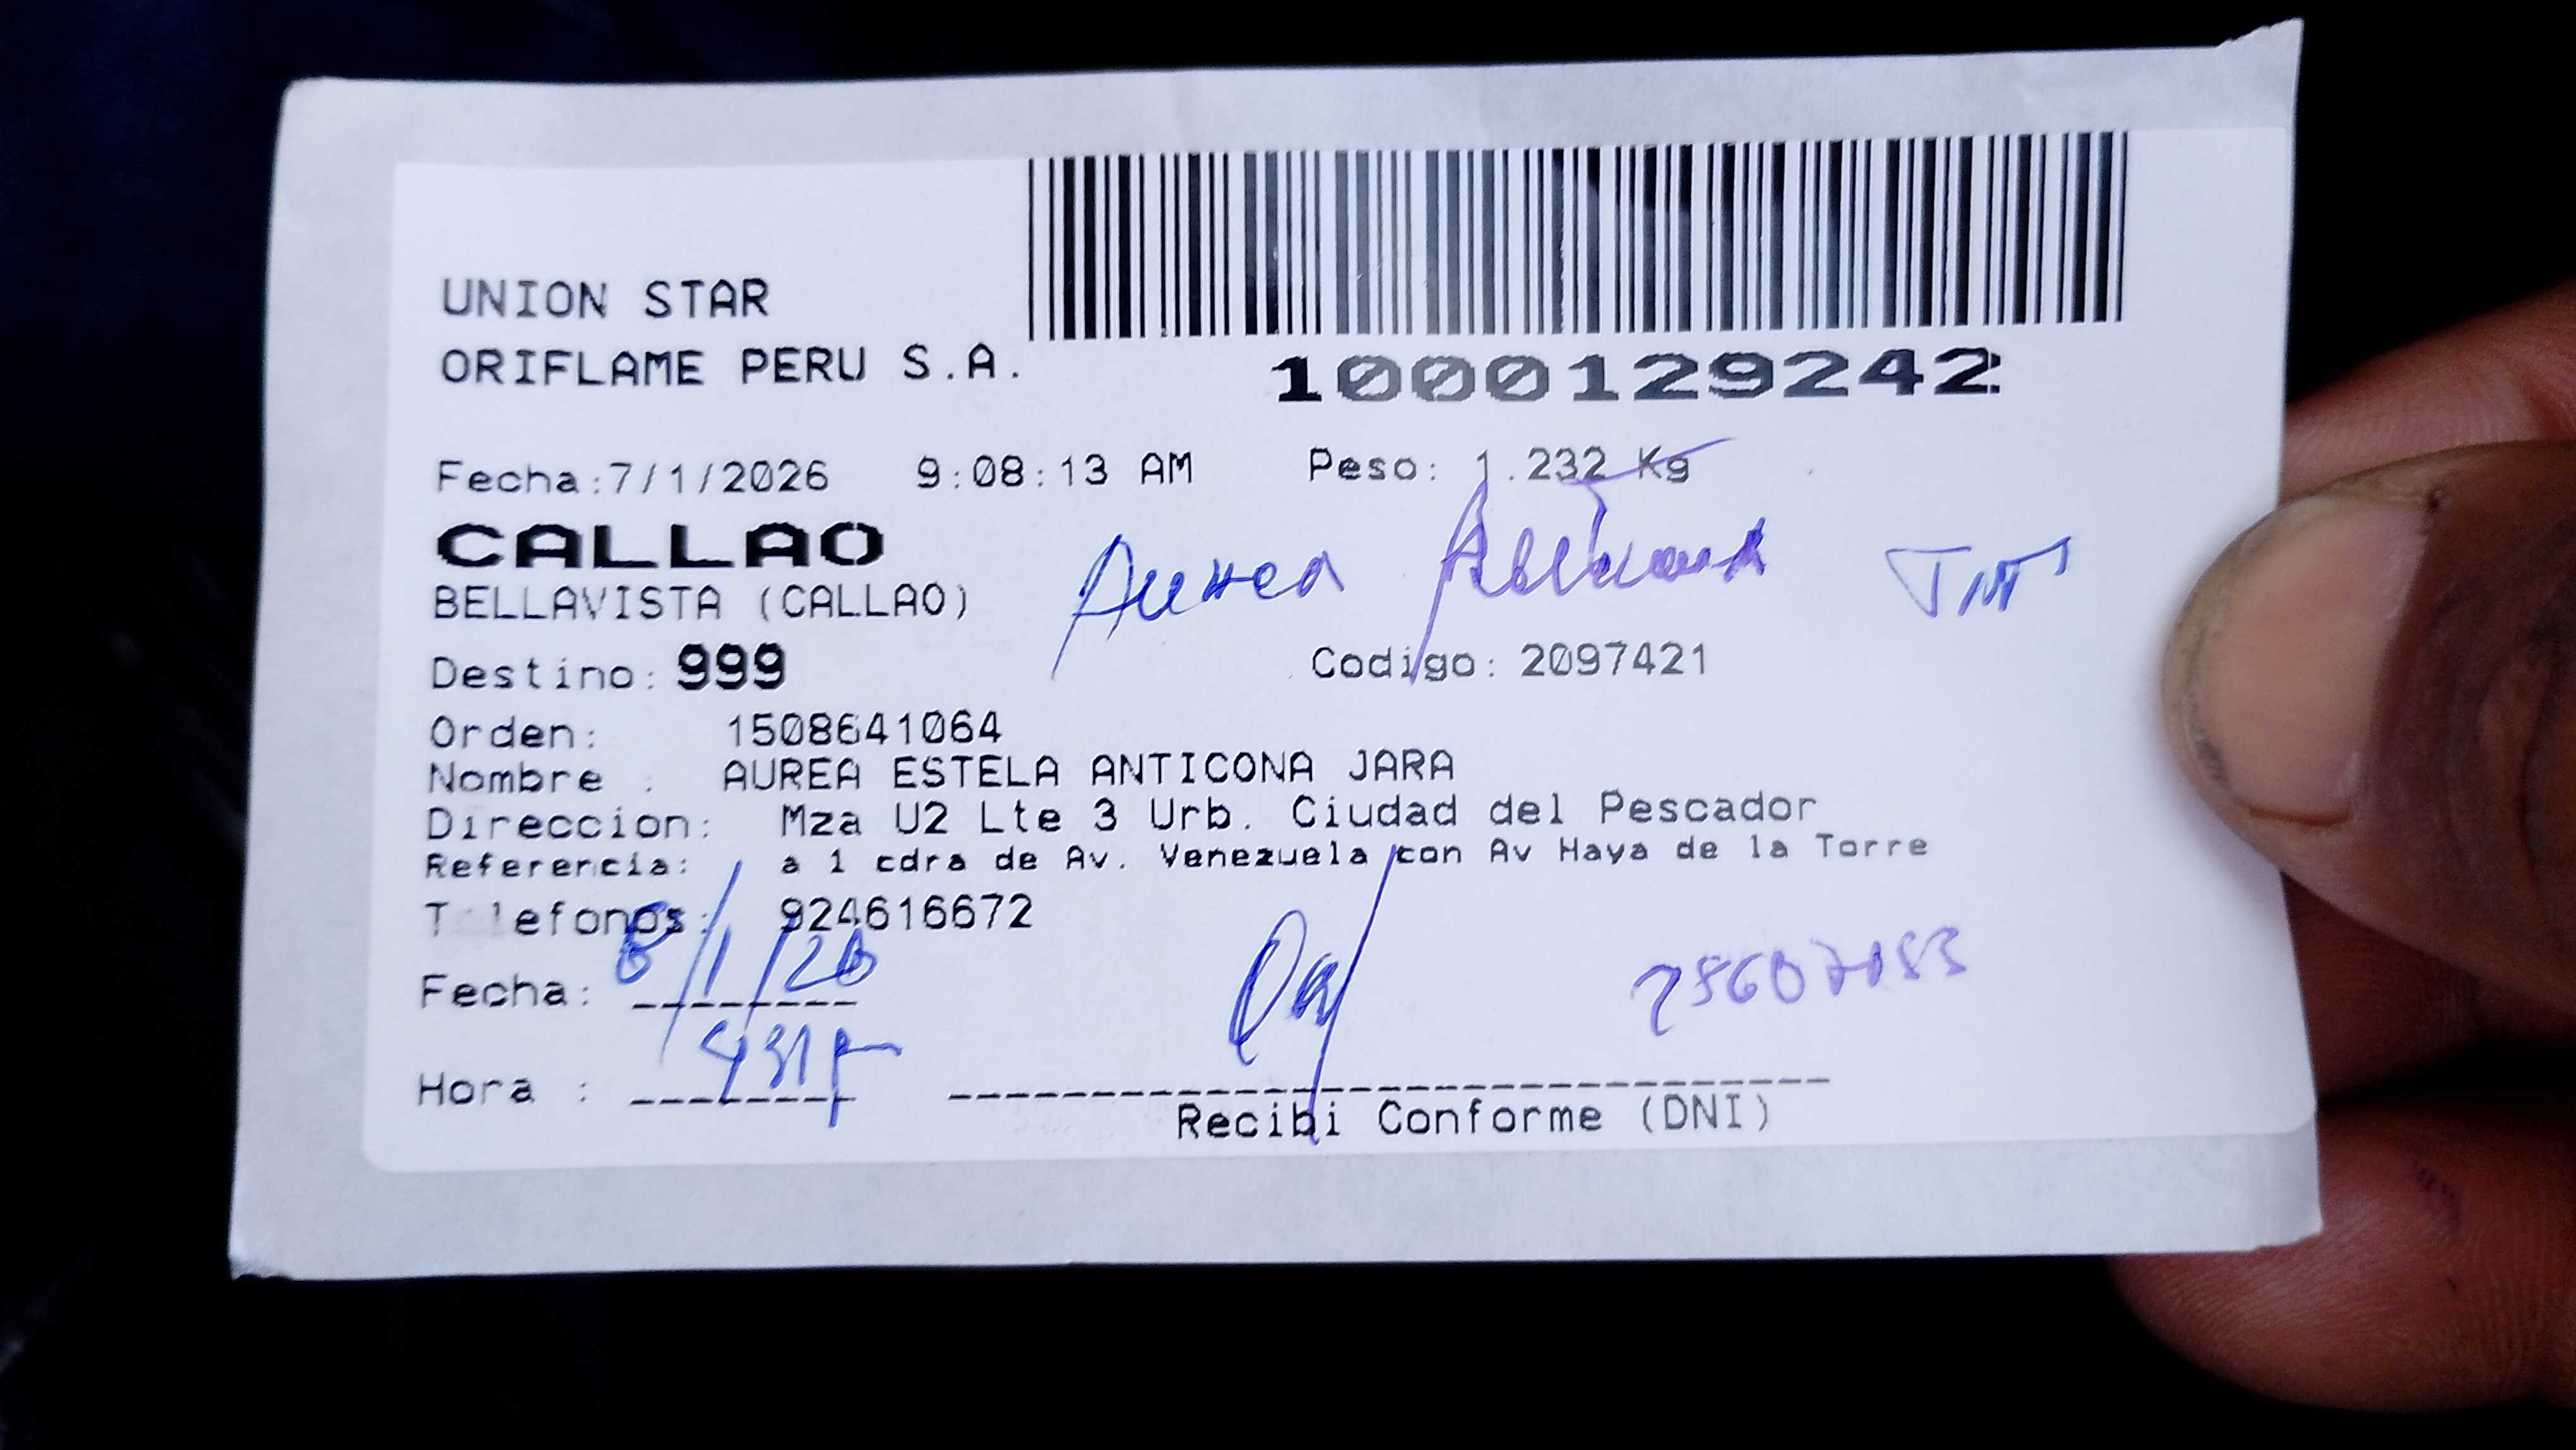 UNION STAR
ORIFLAME PERU S.A.
1000129242
Fecha:7/1/2026 9:08:13 AM Peso: 1.232 Kg
CALLAO
Aurea Anticona
BELLAVISTA (CALLAO)
Destino: 999 Codigo: 2097421
Orden: 1508641064
Nombre : AUREA ESTELA ANTICONA JARA
Direccion: Mza U2 Lte 3 Urb. Ciudad del Pescador
Referencia: a 1 cdra de Av. Venezuela con Av Haya de la Torre
Telefonos: 924616672
Fecha: 8/1/26
Hora :
Recibi Conforme (DNI)